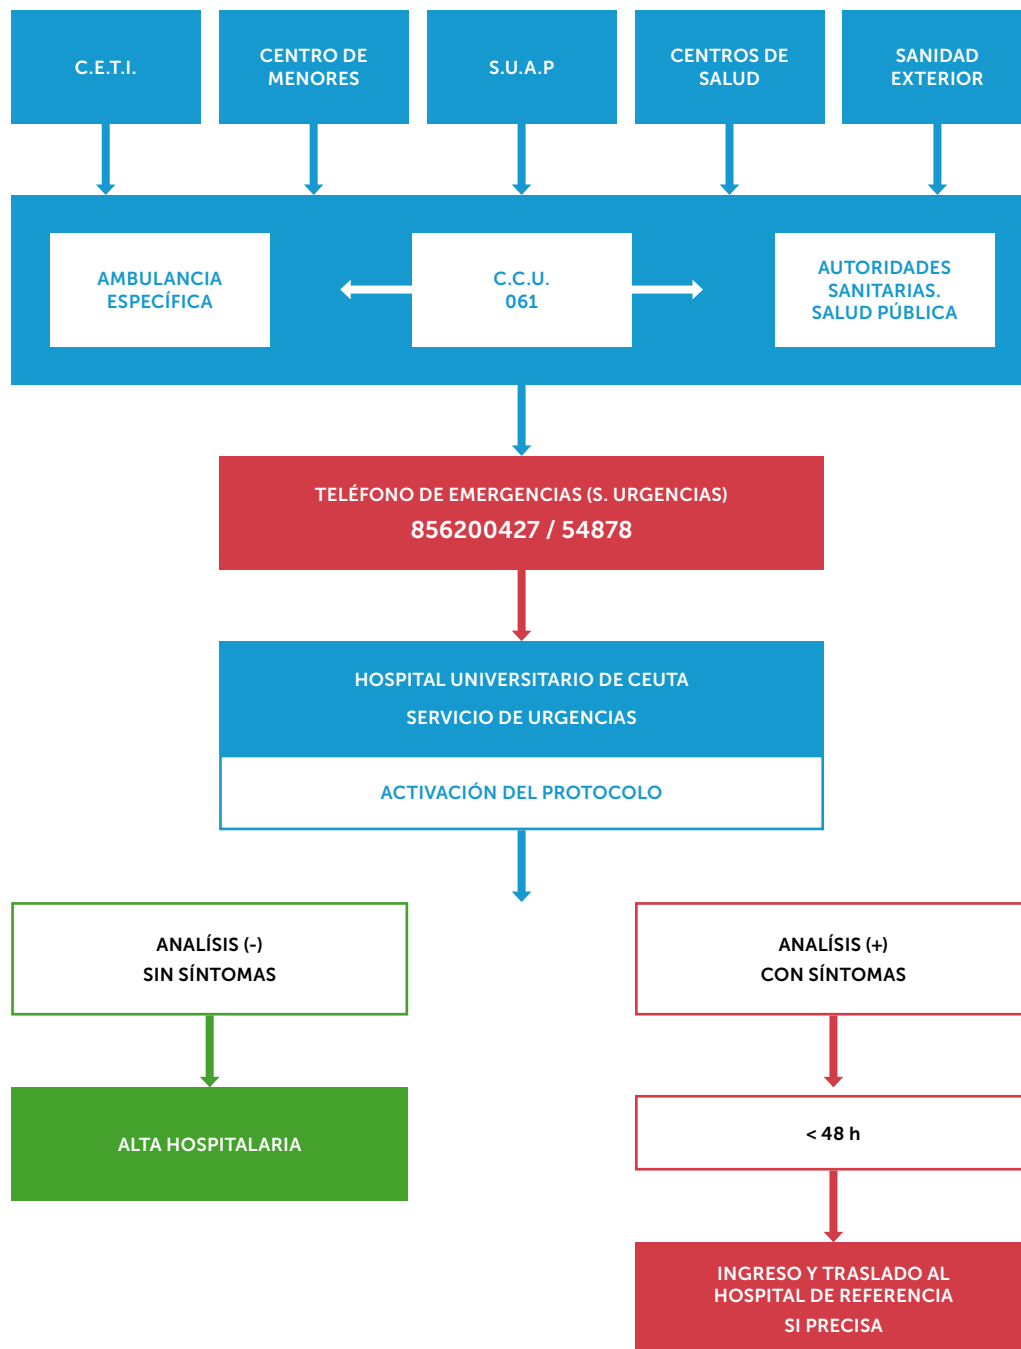 C.E.T.I.
CENTRO DE
MENORES
S.U.A.P
CENTROS DE
SALUD
SANIDAD
EXTERIOR
AMBULANCIA
ESPECÍFICA
C.C.U.
061
AUTORIDADES
SANITARIAS.
SALUD PÚBLICA
TELÉFONO DE EMERGENCIAS (S. URGENCIAS)
856200427 / 54878
HOSPITAL UNIVERSITARIO DE CEUTA
SERVICIO DE URGENCIAS
ACTIVACIÓN DEL PROTOCOLO
ANALÍSIS (-)
SIN SÍNTOMAS
ANALÍSIS (+)
CON SÍNTOMAS
ALTA HOSPITALARIA
< 48 h
INGRESO Y TRASLADO AL
HOSPITAL DE REFERENCIA
SI PRECISA